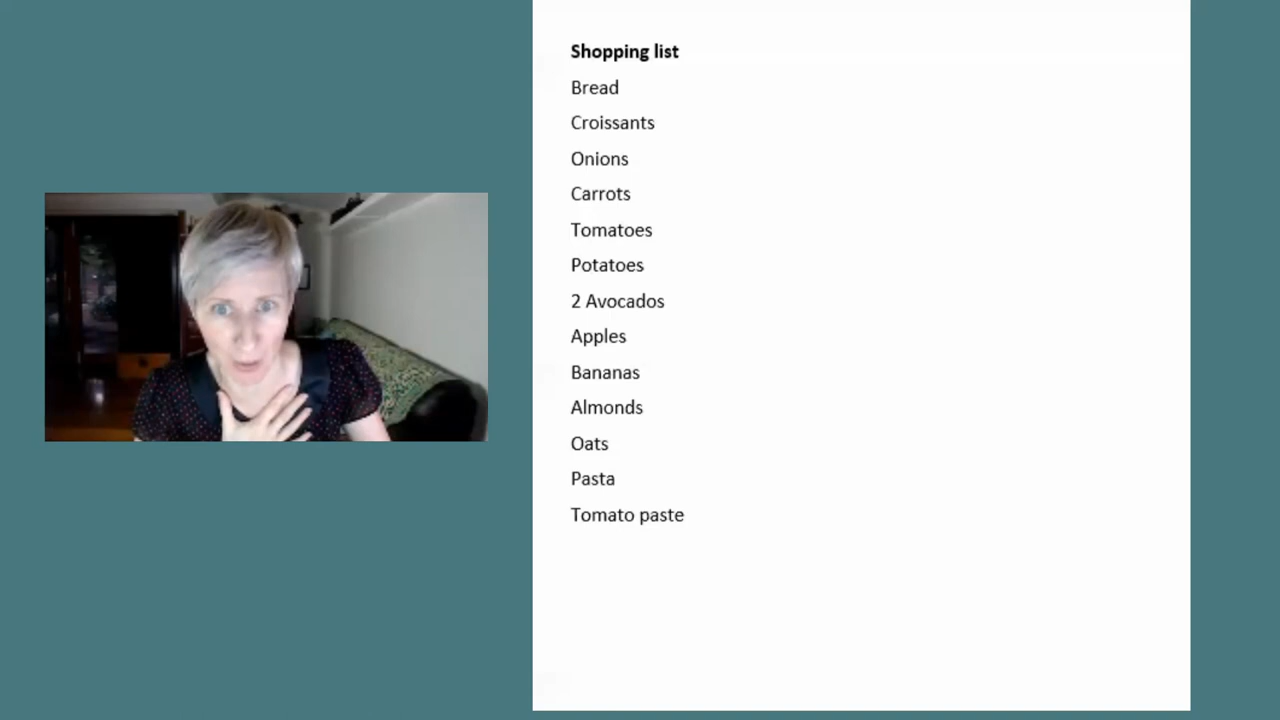 Shopping list
Bread
Croissants
Onions
Carrots
Tomatoes
Potatoes
2 Avocados
Apples
Bananas
Almonds
Oats
Pasta
Tomato paste